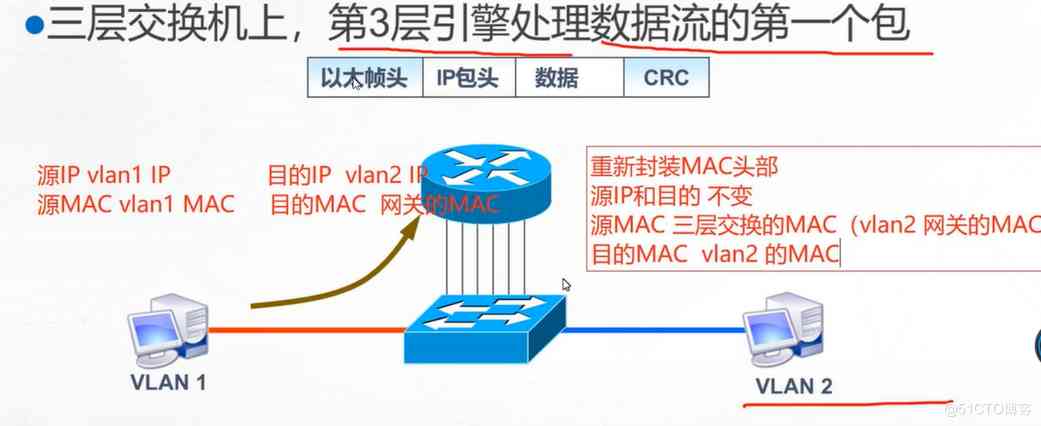 三层交换机上，第3层引擎处理数据流的第一个包
以太帧头 IP包头 数据 CRC
源IP vlan1 IP 目的IP vlan2 IP
源MAC vlan1 MAC 目的MAC 网关的MAC
重新封装MAC头部
源IP和目的 不变
源MAC 三层交换的MAC（vlan2 网关的MAC
目的MAC vlan2 的MAC
VLAN 1
VLAN 2
@51CTO博客